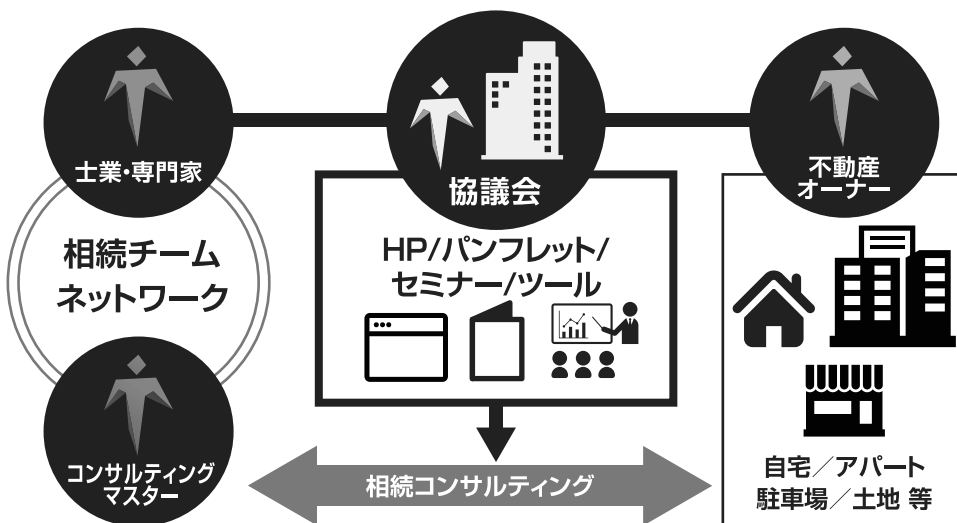 士業・専門家
相続チーム
ネットワーク
コンサルティング
マスター
協議会
HP/パンフレット/
セミナー/ツール
相続コンサルティング
不動産
オーナー
自宅／アパート
駐車場／土地 等